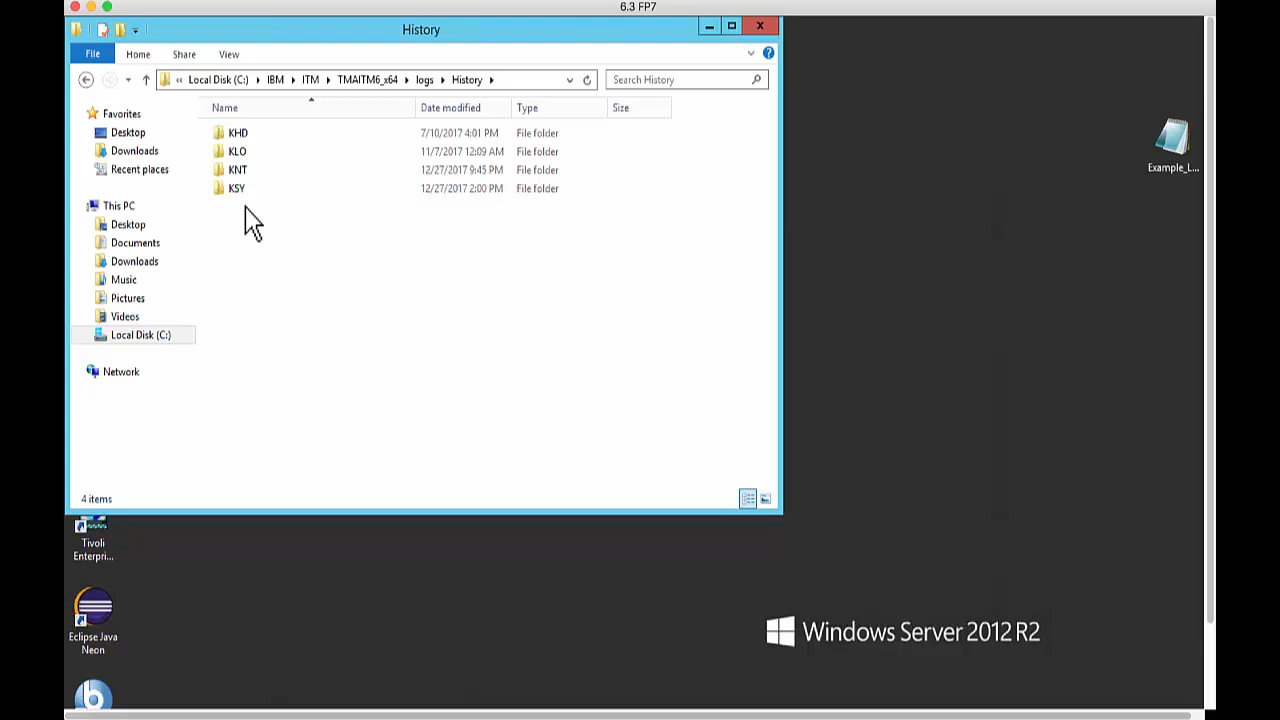 6.3 FP7
History
File Home Share View
« Local Disk (C:) IBM ITM TMAITM6_x64 logs History
Search History
Name Date modified Type Size
Favorites
Desktop
Downloads
Recent places
This PC
Desktop
Documents
Downloads
Music
Pictures
Videos
Local Disk (C:)
Network
KHD 7/10/2017 4:01 PM File folder
KLO 11/7/2017 12:09 AM File folder
KNT 12/27/2017 9:45 PM File folder
KSY 12/27/2017 2:00 PM File folder
4 items
Example_L...
Tivoli
Enterpri...
Eclipse Java
Neon
Windows Server 2012 R2